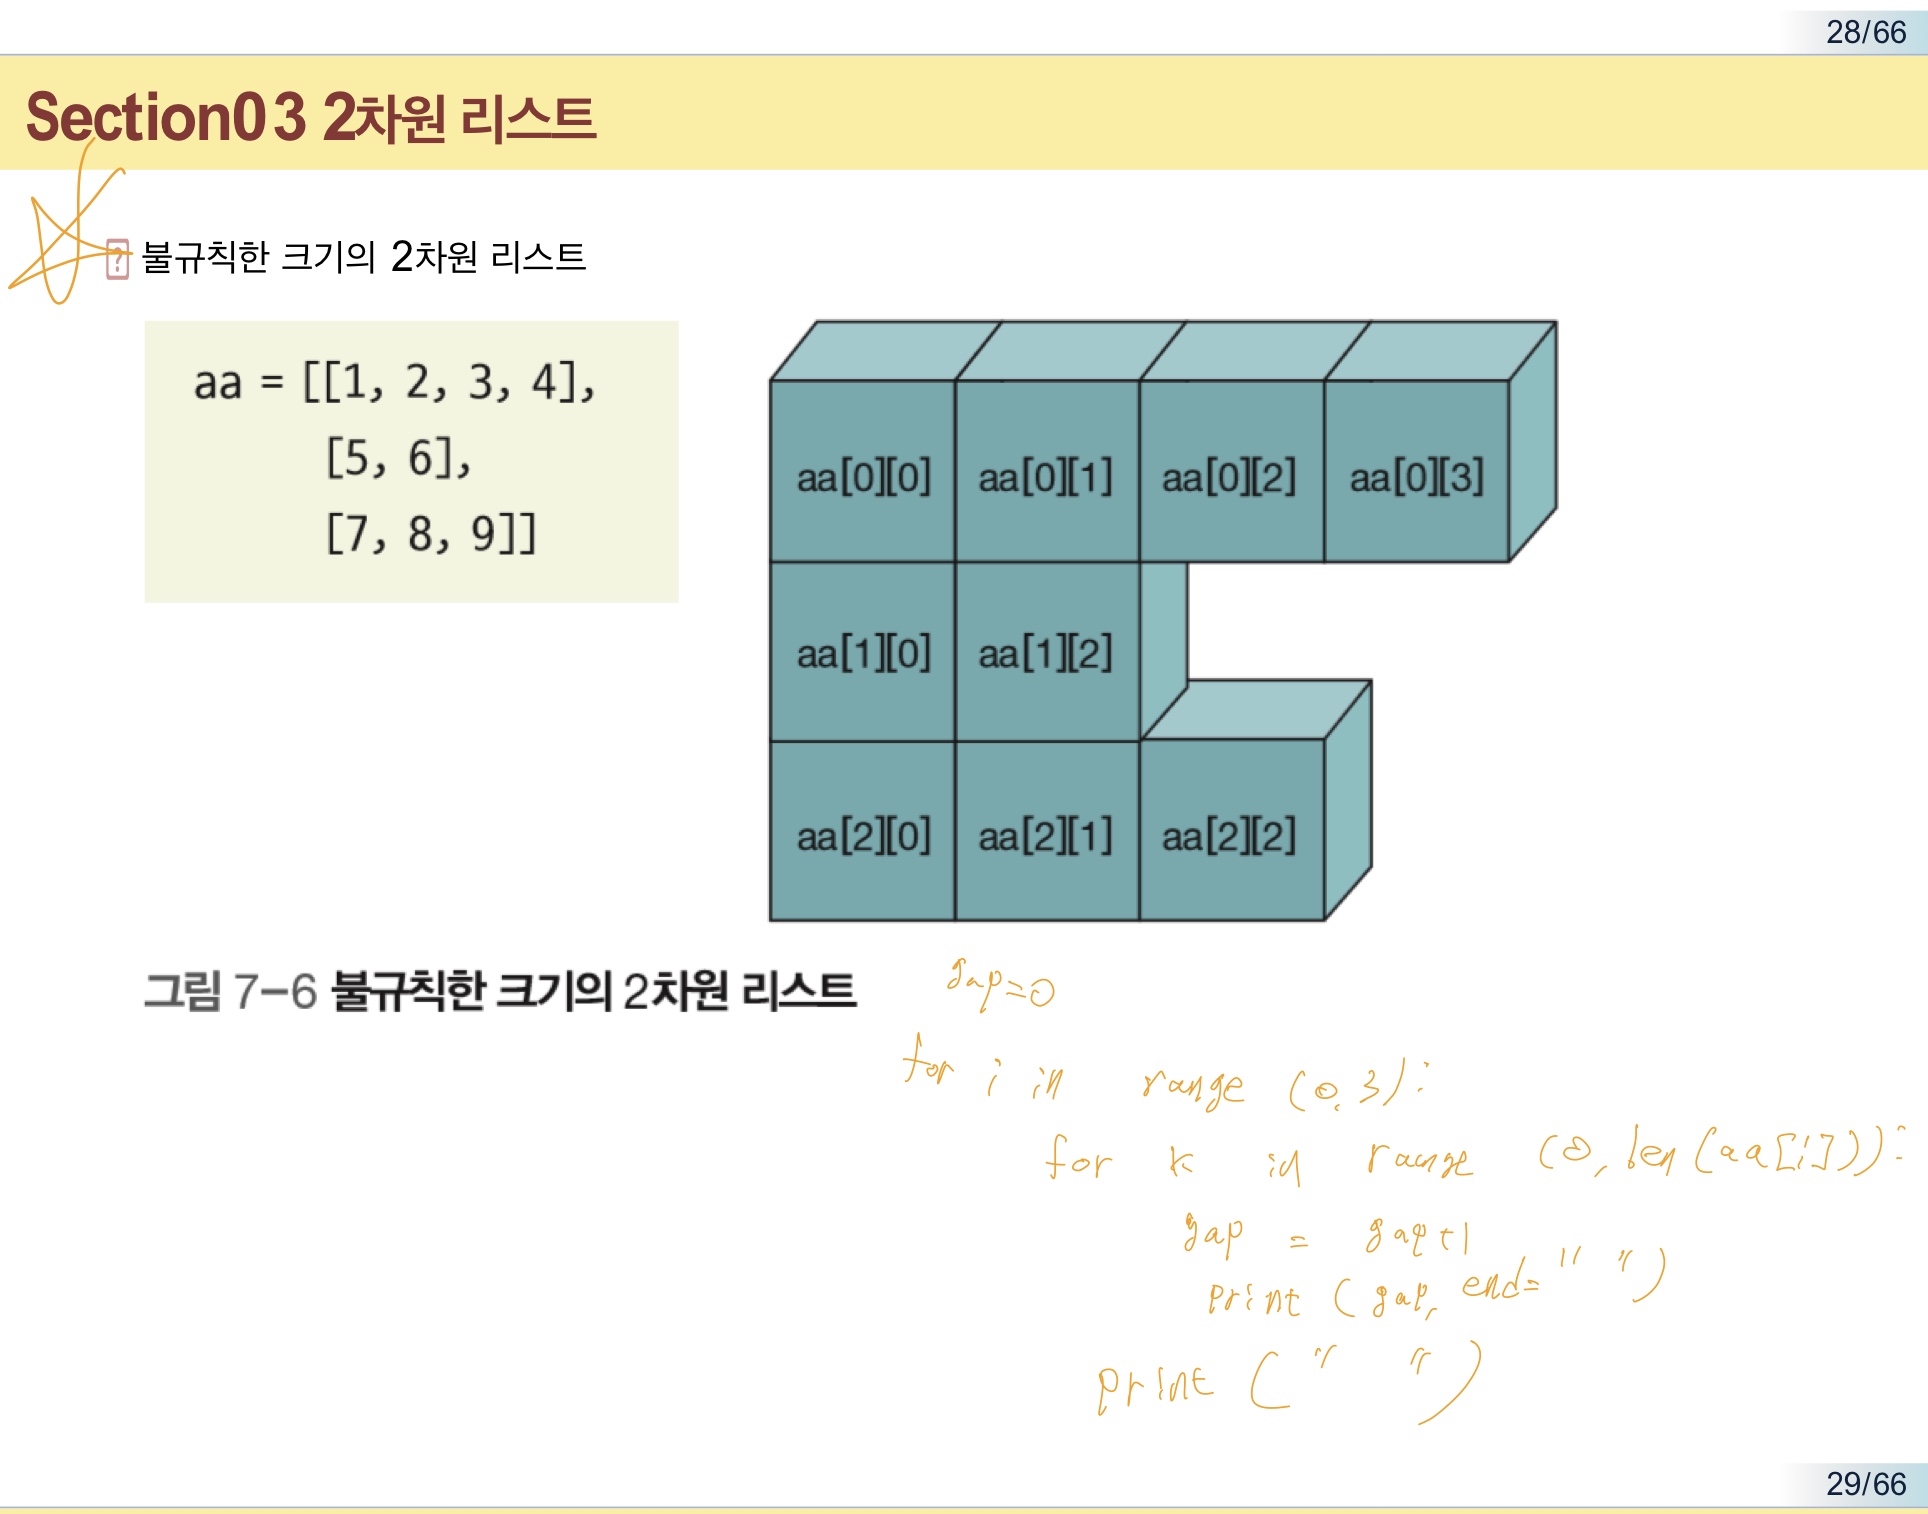 28/66
Section03 2차원 리스트
불규칙한 크기의 2차원 리스트
aa = [[1, 2, 3, 4],
[5, 6],
[7, 8, 9]]
aa[0][0] aa[0][1] aa[0][2] aa[0][3]
aa[1][0] aa[1][2]
aa[2][0] aa[2][1] aa[2][2]
그림 7-6 불규칙한 크기의 2차원 리스트
gap=0
for i in range (0,3):
for k in range (0, len(aa[i])):
gap = gap+1
print (gap, end=" ")
print (" ")
29/66